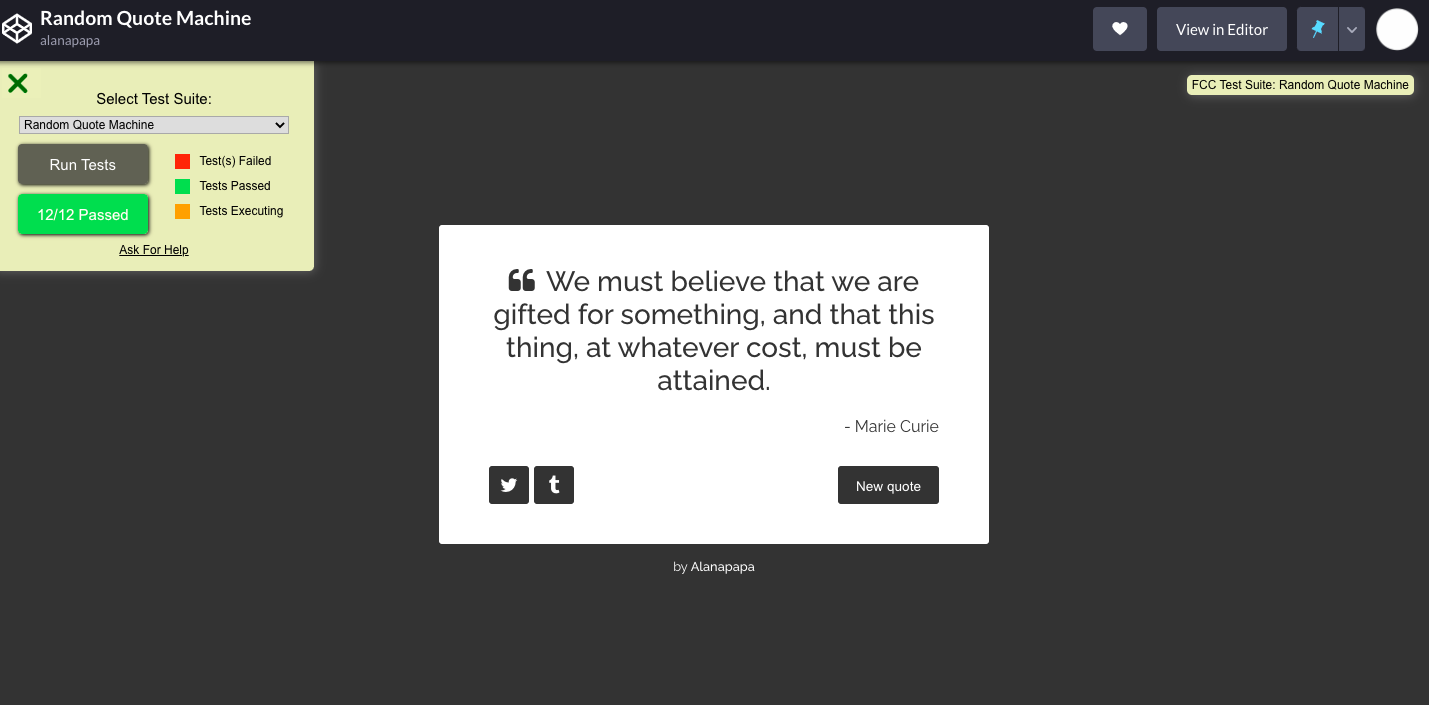 Random Quote Machine
alanapapa
View in Editor
Select Test Suite:
Random Quote Machine
Run Tests
Test(s) Failed
Tests Passed
12/12 Passed
Tests Executing
Ask For Help
FCC Test Suite: Random Quote Machine
“ We must believe that we are
gifted for something, and that this
thing, at whatever cost, must be
attained.
- Marie Curie
t
New quote
by Alanapapa